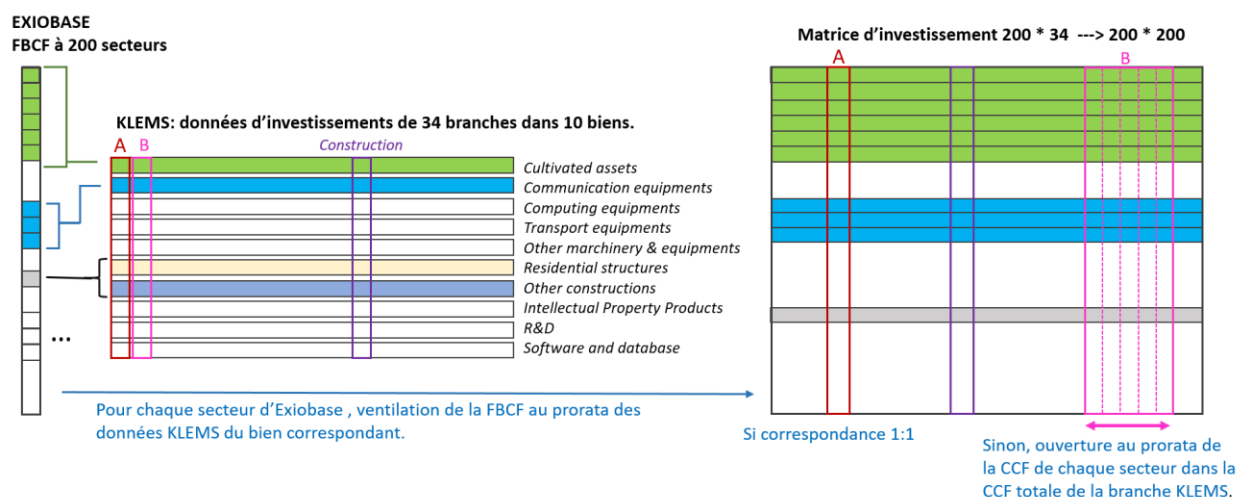 EXIOBASE
FBCF à 200 secteurs
Matrice d’investissement 200 * 34 ---> 200 * 200
A
B
KLEMS: données d’investissements de 34 branches dans 10 biens.
A
B
Construction
Cultivated assets
Communication equipments
Computing equipments
Transport equipments
Other marchinery & equipments
Residential structures
Other constructions
Intellectual Property Products
R&D
Software and database
...
Pour chaque secteur d’Exiobase , ventilation de la FBCF au prorata des
données KLEMS du bien correspondant.
Si correspondance 1:1
Sinon, ouverture au prorata de
la CCF de chaque secteur dans la
CCF totale de la branche KLEMS.